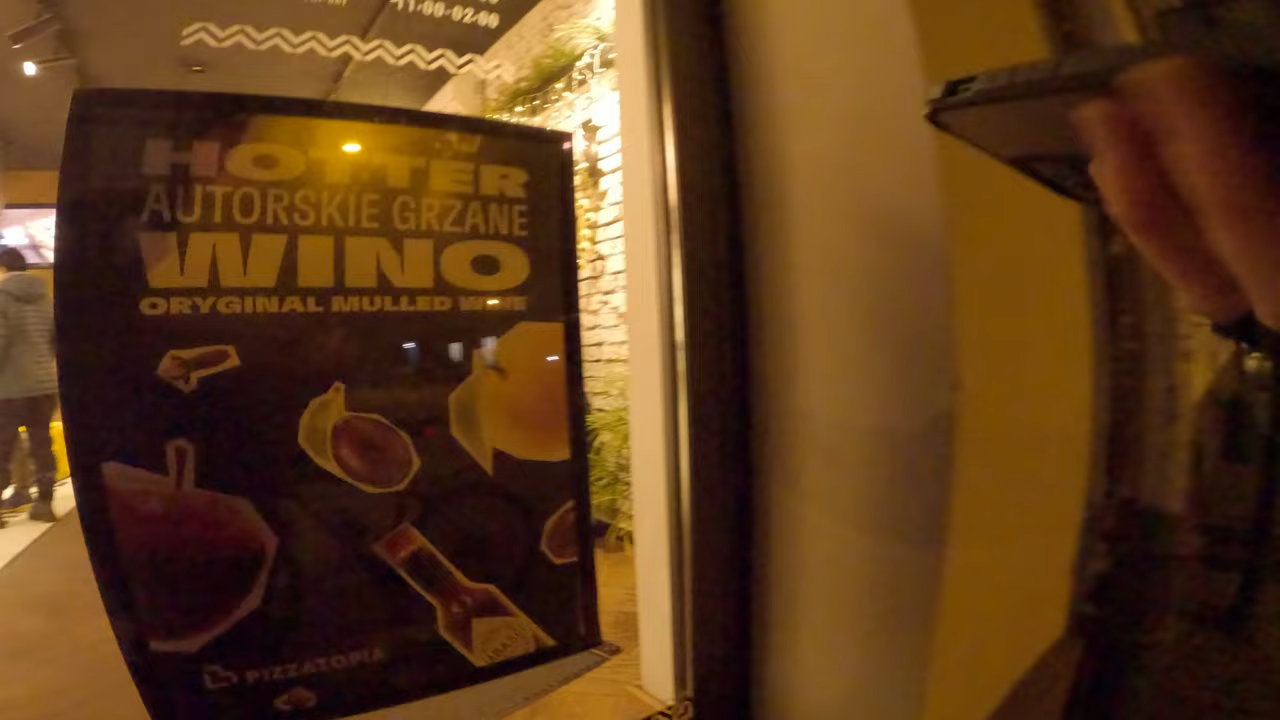 11:00-02:00
HOTTER
AUTORSKIE GRZANE
WINO
ORYGINAL MULLED WINE
PIZZATOPIA